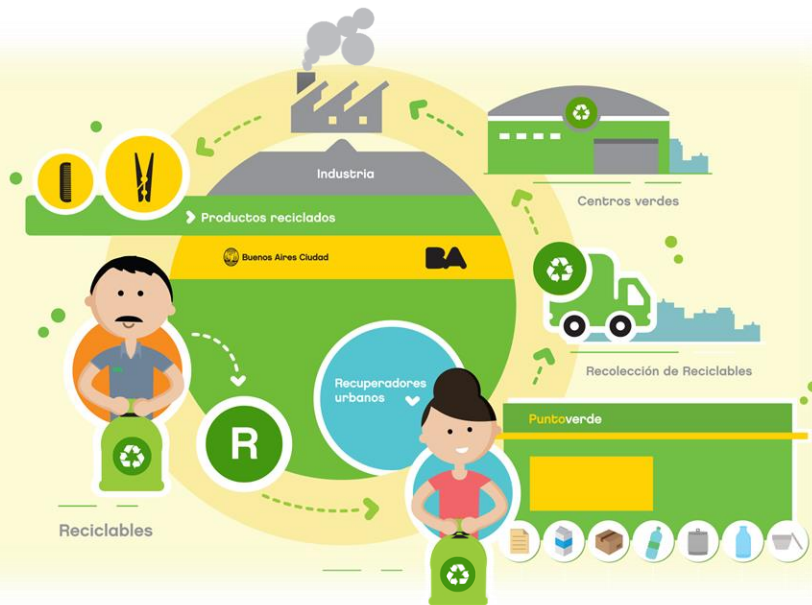 Industria
Centros verdes
Productos reciclados
Buenos Aires Ciudad
BA
Recolección de Reciclables
Recuperadores
urbanos
Puntoverde
R
Reciclables